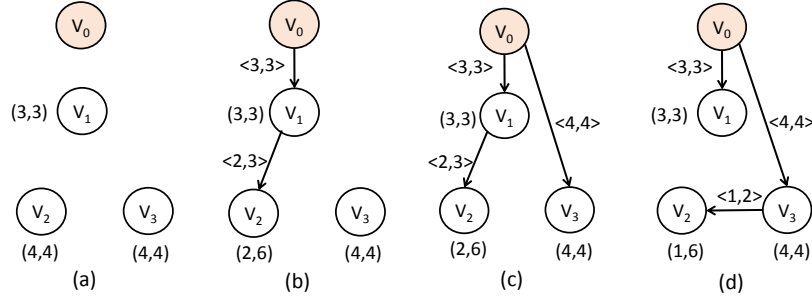 V0
(3,3)
V1
V2
V3
(4,4)
(4,4)
(a)
V0
<3,3>
(3,3)
V1
<2,3>
V2
V3
(2,6)
(4,4)
(b)
V0
<3,3>
(3,3)
V1
<4,4>
<2,3>
V2
V3
(2,6)
(4,4)
(c)
V0
<3,3>
(3,3)
V1
<4,4>
<1,2>
V2
V3
(1,6)
(4,4)
(d)